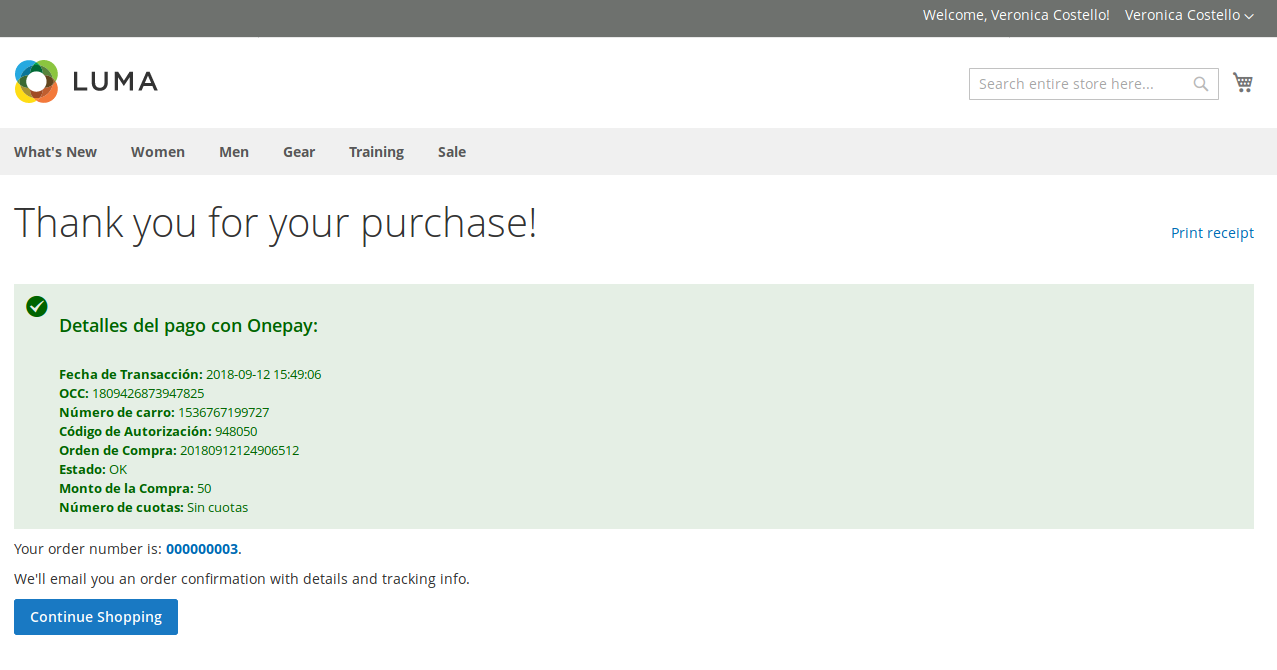 Welcome, Veronica Costello! Veronica Costello
LUMA
Search entire store here...
What's New Women Men Gear Training Sale
Thank you for your purchase!
Print receipt
Detalles del pago con Onepay:
Fecha de Transacción: 2018-09-12 15:49:06
OCC: 1809426873947825
Número de carro: 1536767199727
Código de Autorización: 948050
Orden de Compra: 20180912124906512
Estado: OK
Monto de la Compra: 50
Número de cuotas: Sin cuotas
Your order number is: 000000003.
We'll email you an order confirmation with details and tracking info.
Continue Shopping